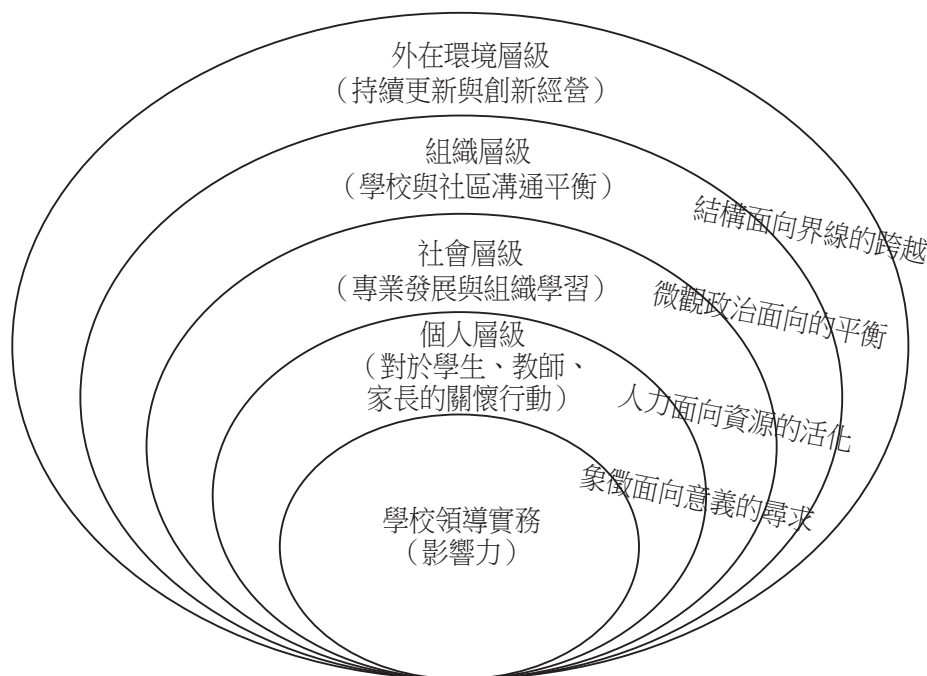 外在環境層級
（持續更新與創新經營）
組織層級
（學校與社區溝通平衡）
結構面向界線的跨越
社會層級
（專業發展與組織學習）
微觀政治面向的平衡
個人層級
（對於學生、教師、
家長的關懷行動）
人力面向資源的活化
象徵面向意義的尋求
學校領導實務
（影響力）